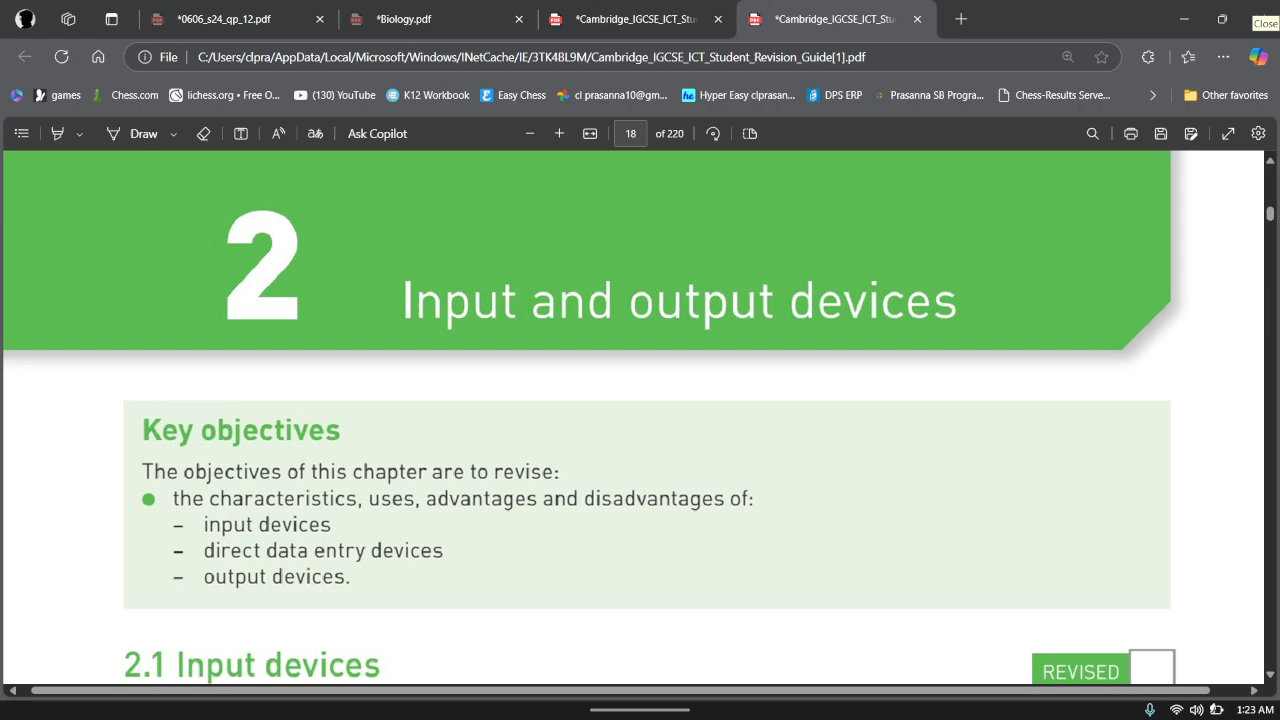 *0606_s24_qp_12.pdf
*Biology.pdf
*Cambridge_IGCSE_ICT_Stu
*Cambridge_IGCSE_ICT_Stu
Close
File
C:/Users/clpra/AppData/Local/Microsoft/Windows/INetCache/IE/3TK4BL9M/Cambridge_IGCSE_ICT_Student_Revision_Guide[1].pdf
games
Chess.com
lichess.org • Free O...
(130) YouTube
K12 Workbook
Easy Chess
cl prasanna10@gm...
Hyper Easy clprasan...
DPS ERP
Prasanna SB Progra...
Chess-Results Serve...
Other favorites
Draw
Ask Copilot
18 of 220
2
Input and output devices
Key objectives
The objectives of this chapter are to revise:
● the characteristics, uses, advantages and disadvantages of:
– input devices
– direct data entry devices
– output devices.
2.1 Input devices
REVISED
1:23 AM